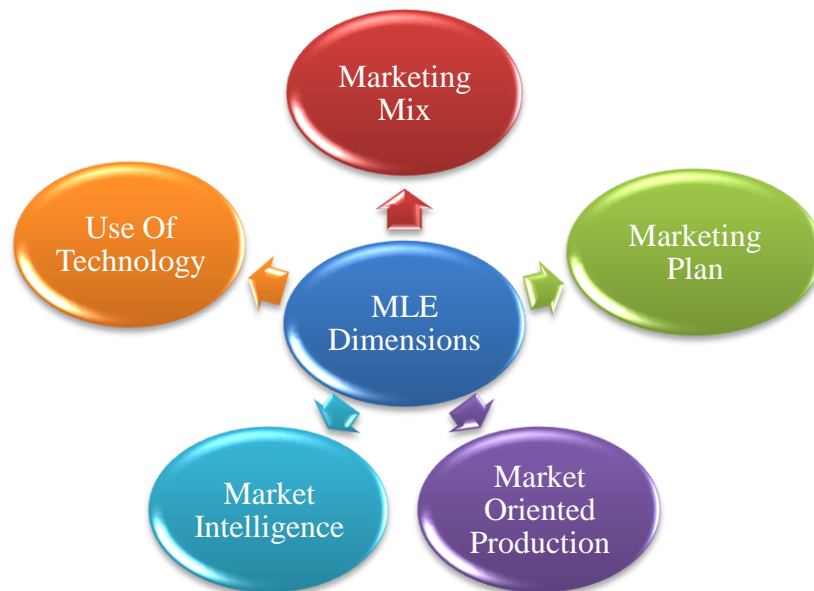 Marketing
Mix
Use Of
Technology
Marketing
Plan
MLE
Dimensions
Market
Intelligence
Market
Oriented
Production